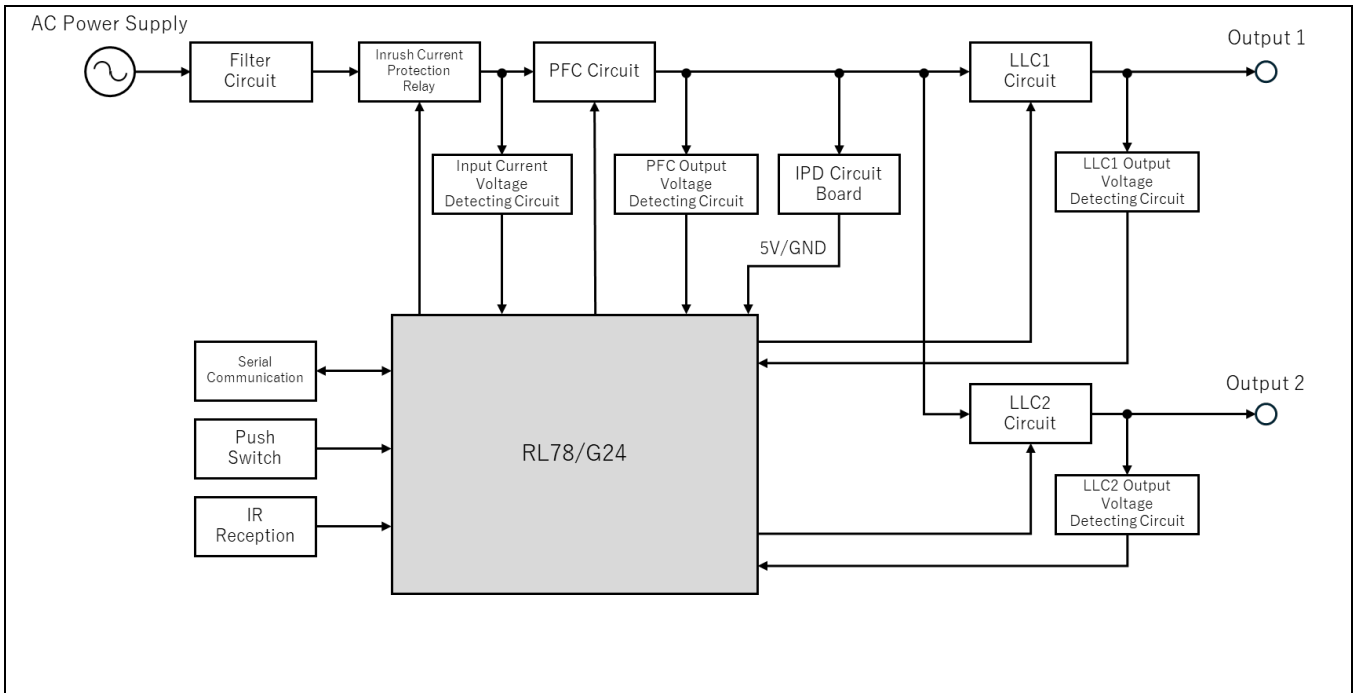 AC Power Supply
Filter
Circuit
Inrush Current
Protection
Relay
PFC Circuit
LLC1
Circuit
Output 1
Input Current
Voltage
Detecting Circuit
PFC Output
Voltage
Detecting Circuit
IPD Circuit
Board
LLC1 Output
Voltage
Detecting Circuit
5V/GND
Serial
Communication
Push
Switch
IR
Reception
RL78/G24
LLC2
Circuit
Output 2
LLC2 Output
Voltage
Detecting Circuit